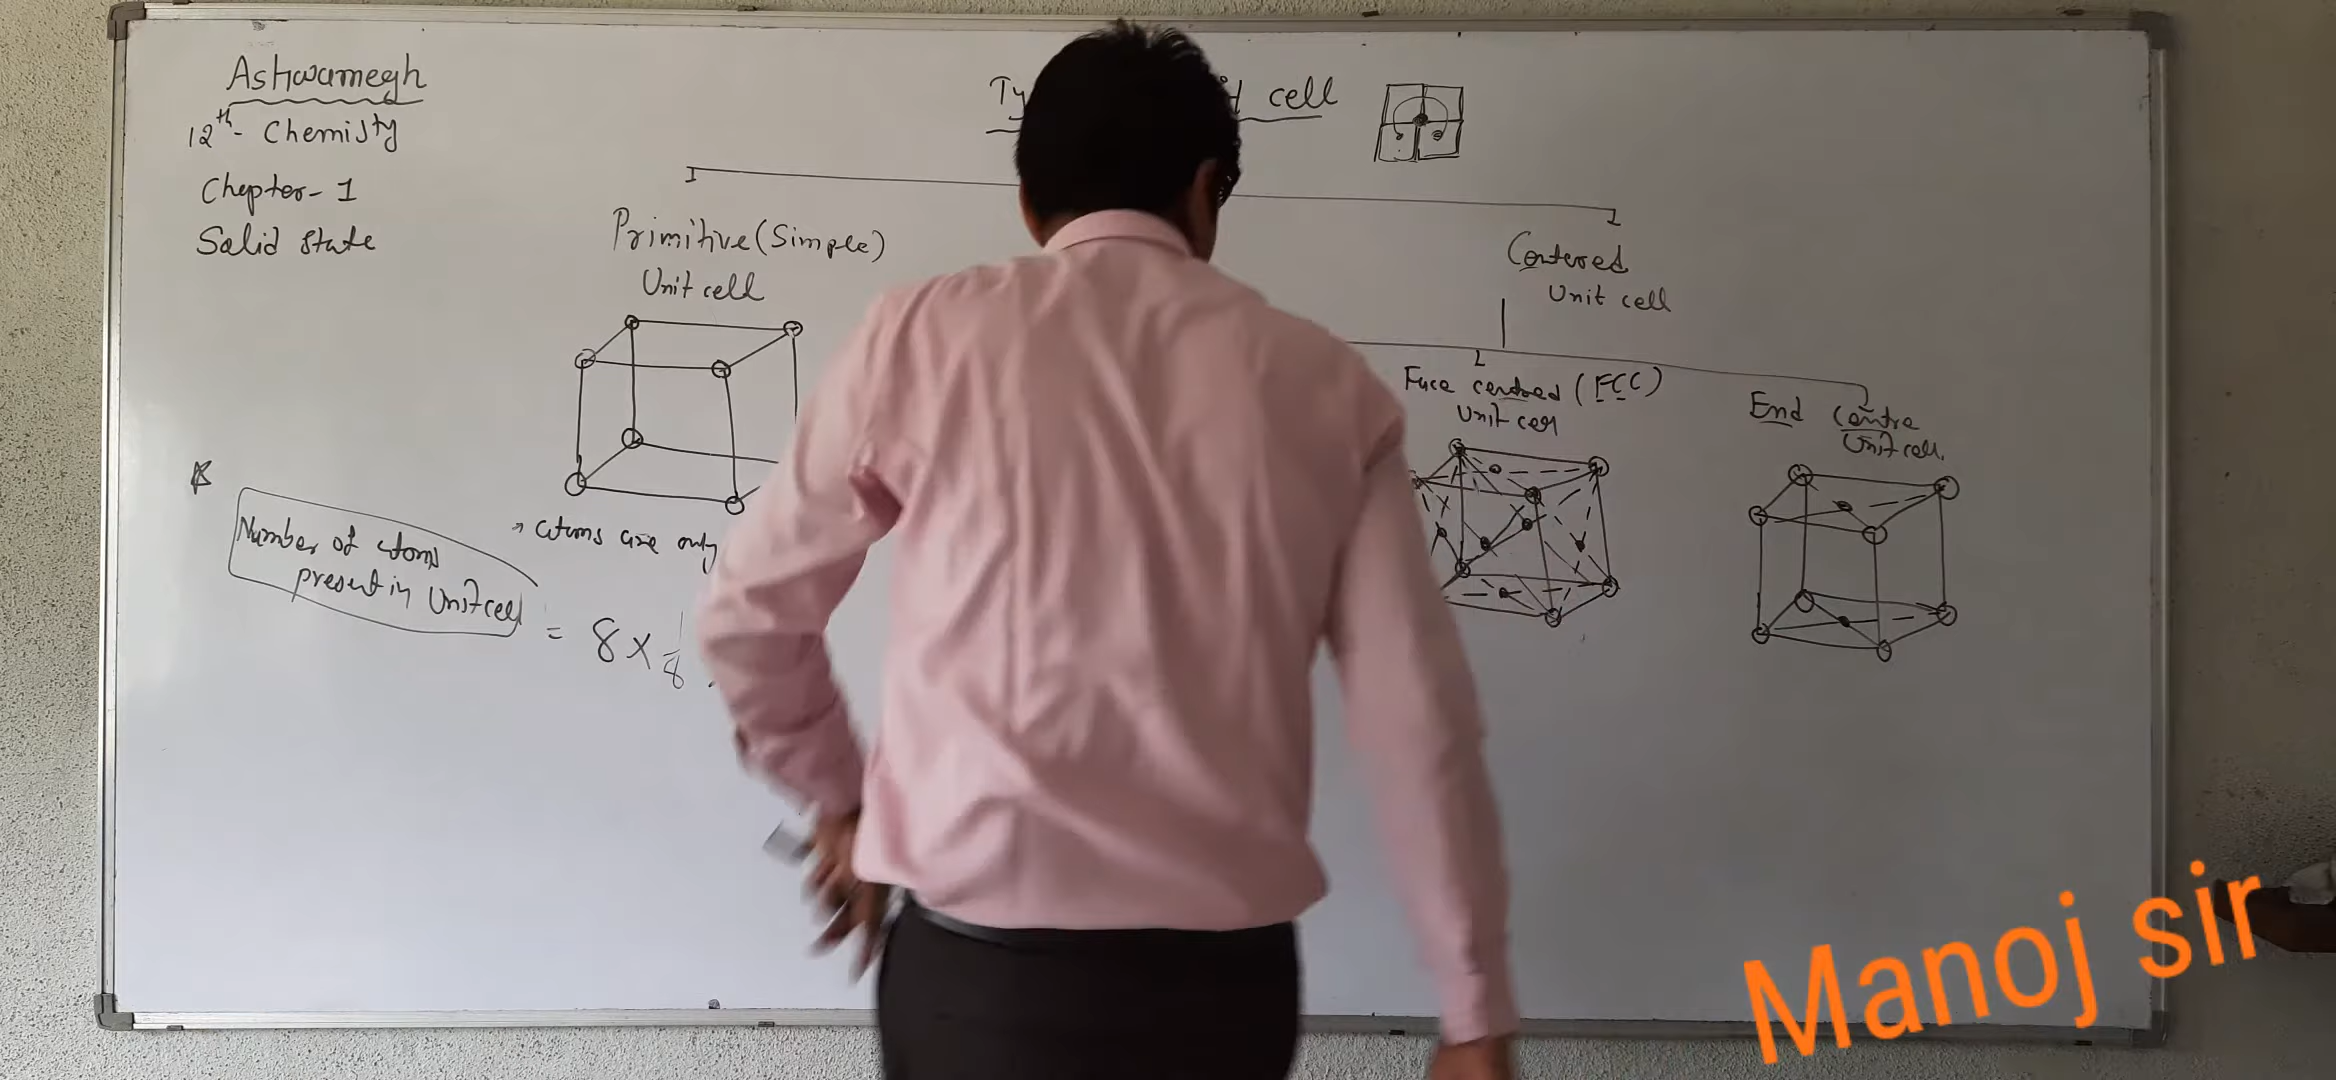 Ashwamegh
12th- Chemisty
Chepter-1
Solid state
Ty
cell
Primitive (Simple)
Unit cell
Centered
Unit cell
Face centred (FCC)
Unit cell
End centre
Unit cell.
→ atoms are only
Number of atoms
present in Unit cell
= 8 × 1/8
Manoj sir